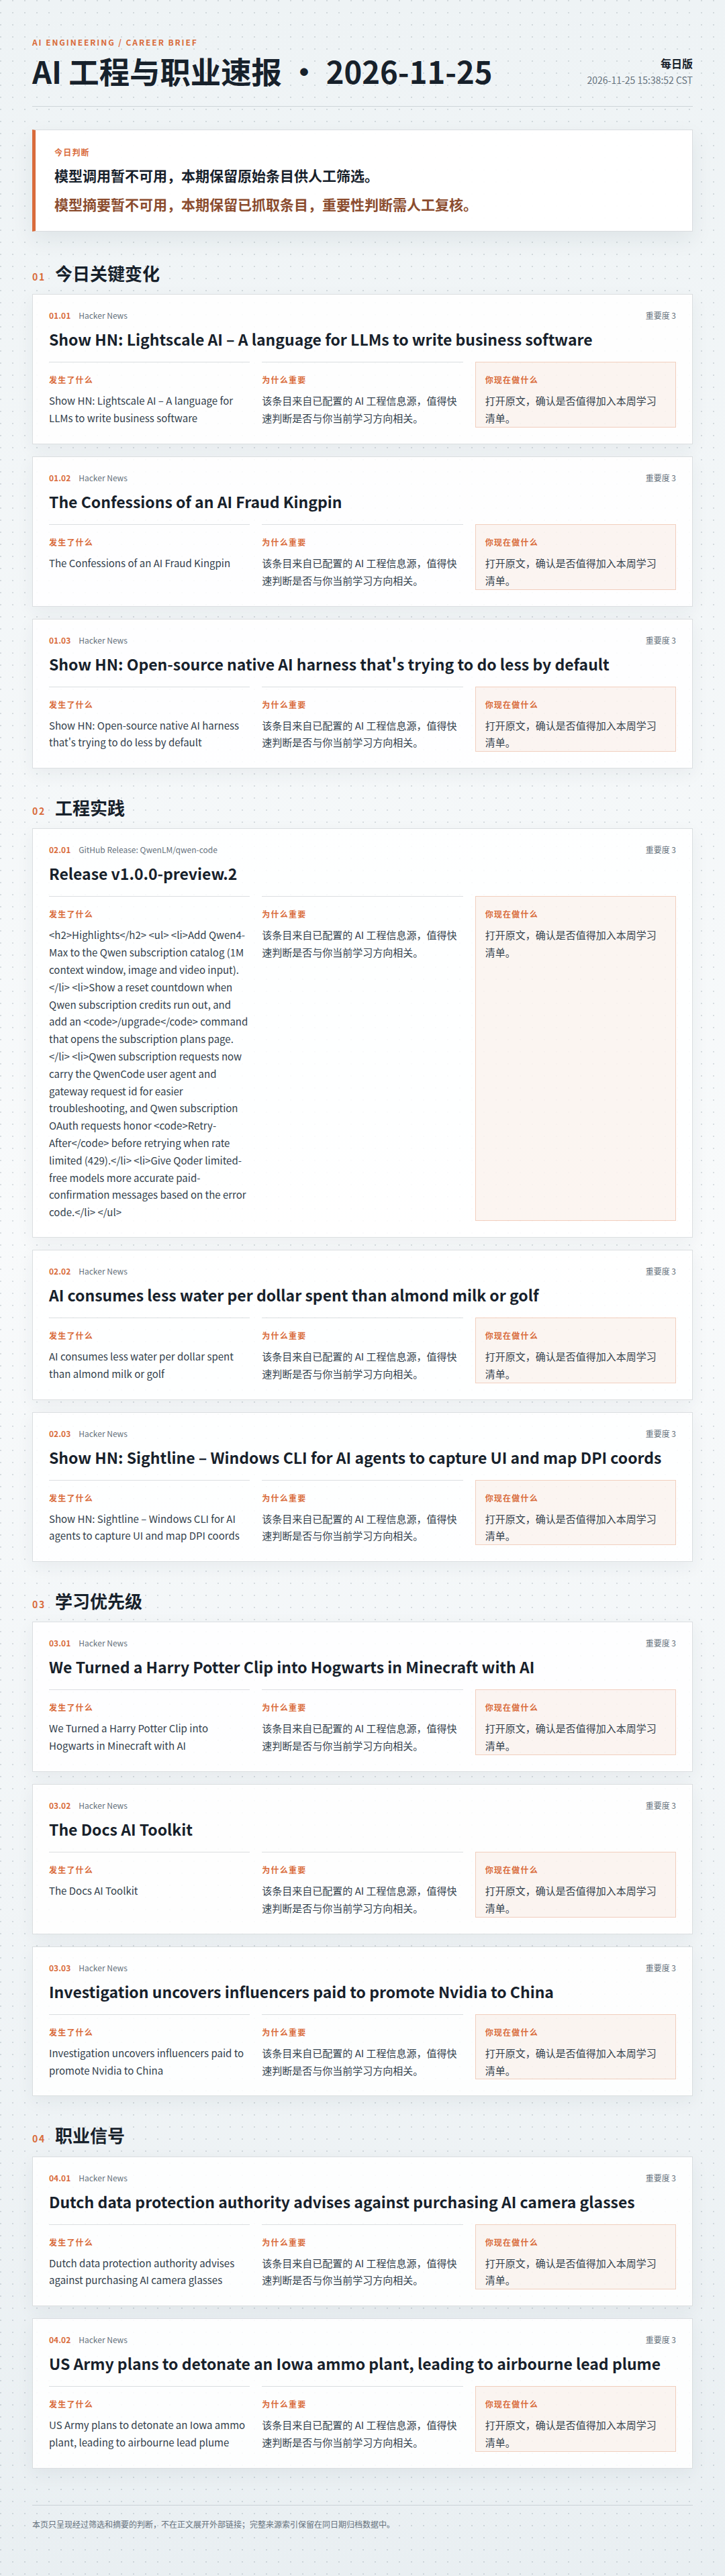 AI ENGINEERING / CAREER BRIEF
AI 工程与职业速报 · 2026-11-25
每日版
2026-11-25 15:38:52 CST
今日判断
模型调用暂不可用，本期保留原始条目供人工筛选。
模型摘要暂不可用，本期保留已抓取条目，重要性判断需人工复核。
01 今日关键变化
01.01 Hacker News 重要度 3
Show HN: Lightscale AI – A language for LLMs to write business software
发生了什么
Show HN: Lightscale AI – A language for
LLMs to write business software
为什么重要
该条目来自已配置的 AI 工程信息源，值得快
速判断是否与你当前学习方向相关。
你现在做什么
打开原文，确认是否值得加入本周学习
清单。
01.02 Hacker News 重要度 3
The Confessions of an AI Fraud Kingpin
发生了什么
The Confessions of an AI Fraud Kingpin
为什么重要
该条目来自已配置的 AI 工程信息源，值得快
速判断是否与你当前学习方向相关。
你现在做什么
打开原文，确认是否值得加入本周学习
清单。
01.03 Hacker News 重要度 3
Show HN: Open-source native AI harness that's trying to do less by default
发生了什么
Show HN: Open-source native AI harness
that's trying to do less by default
为什么重要
该条目来自已配置的 AI 工程信息源，值得快
速判断是否与你当前学习方向相关。
你现在做什么
打开原文，确认是否值得加入本周学习
清单。
02 工程实践
02.01 GitHub Release: QwenLM/qwen-code 重要度 3
Release v1.0.0-preview.2
发生了什么
<h2>Highlights</h2> <ul> <li>Add Qwen4-
Max to the Qwen subscription catalog (1M
context window, image and video input).
</li> <li>Show a reset countdown when
Qwen subscription credits run out, and
add an <code>/upgrade</code> command
that opens the subscription plans page.
</li> <li>Qwen subscription requests now
carry the QwenCode user agent and
gateway request id for easier
troubleshooting, and Qwen subscription
OAuth requests honor <code>Retry-
After</code> before retrying when rate
limited (429).</li> <li>Give Qoder limited-
free models more accurate paid-
confirmation messages based on the error
code.</li> </ul>
为什么重要
该条目来自已配置的 AI 工程信息源，值得快
速判断是否与你当前学习方向相关。
你现在做什么
打开原文，确认是否值得加入本周学习
清单。
02.02 Hacker News 重要度 3
AI consumes less water per dollar spent than almond milk or golf
发生了什么
AI consumes less water per dollar spent
than almond milk or golf
为什么重要
该条目来自已配置的 AI 工程信息源，值得快
速判断是否与你当前学习方向相关。
你现在做什么
打开原文，确认是否值得加入本周学习
清单。
02.03 Hacker News 重要度 3
Show HN: Sightline – Windows CLI for AI agents to capture UI and map DPI coords
发生了什么
Show HN: Sightline – Windows CLI for AI
agents to capture UI and map DPI coords
为什么重要
该条目来自已配置的 AI 工程信息源，值得快
速判断是否与你当前学习方向相关。
你现在做什么
打开原文，确认是否值得加入本周学习
清单。
03 学习优先级
03.01 Hacker News 重要度 3
We Turned a Harry Potter Clip into Hogwarts in Minecraft with AI
发生了什么
We Turned a Harry Potter Clip into
Hogwarts in Minecraft with AI
为什么重要
该条目来自已配置的 AI 工程信息源，值得快
速判断是否与你当前学习方向相关。
你现在做什么
打开原文，确认是否值得加入本周学习
清单。
03.02 Hacker News 重要度 3
The Docs AI Toolkit
发生了什么
The Docs AI Toolkit
为什么重要
该条目来自已配置的 AI 工程信息源，值得快
速判断是否与你当前学习方向相关。
你现在做什么
打开原文，确认是否值得加入本周学习
清单。
03.03 Hacker News 重要度 3
Investigation uncovers influencers paid to promote Nvidia to China
发生了什么
Investigation uncovers influencers paid to
promote Nvidia to China
为什么重要
该条目来自已配置的 AI 工程信息源，值得快
速判断是否与你当前学习方向相关。
你现在做什么
打开原文，确认是否值得加入本周学习
清单。
04 职业信号
04.01 Hacker News 重要度 3
Dutch data protection authority advises against purchasing AI camera glasses
发生了什么
Dutch data protection authority advises
against purchasing AI camera glasses
为什么重要
该条目来自已配置的 AI 工程信息源，值得快
速判断是否与你当前学习方向相关。
你现在做什么
打开原文，确认是否值得加入本周学习
清单。
04.02 Hacker News 重要度 3
US Army plans to detonate an Iowa ammo plant, leading to airbourne lead plume
发生了什么
US Army plans to detonate an Iowa ammo
plant, leading to airbourne lead plume
为什么重要
该条目来自已配置的 AI 工程信息源，值得快
速判断是否与你当前学习方向相关。
你现在做什么
打开原文，确认是否值得加入本周学习
清单。
本页只呈现经过筛选和摘要的判断，不在正文展开外部链接；完整来源索引保留在同日期归档数据中。